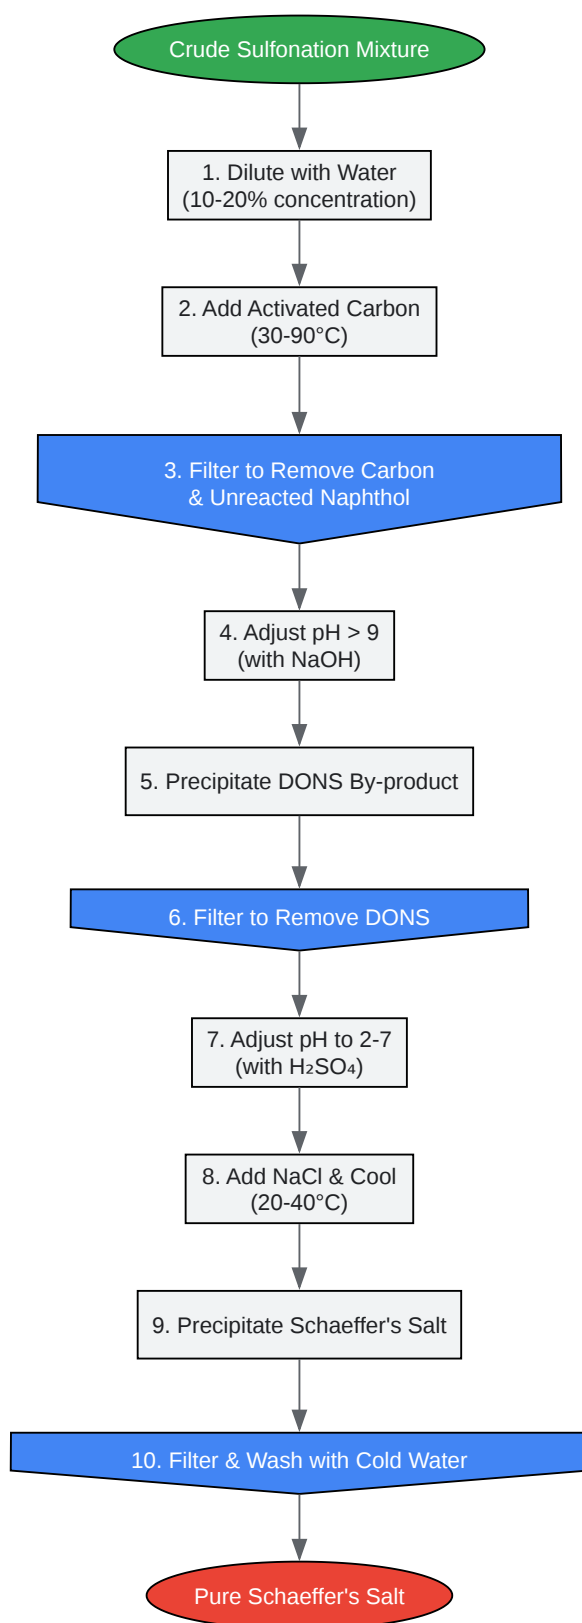 Crude Sulfonation Mixture
1. Dilute with Water
(10-20% concentration)
2. Add Activated Carbon
(30-90°C)
3. Filter to Remove Carbon
& Unreacted Naphthol
4. Adjust pH > 9
(with NaOH)
5. Precipitate DONS By-product
6. Filter to Remove DONS
7. Adjust pH to 2-7
(with H₂SO₄)
8. Add NaCl & Cool
(20-40°C)
9. Precipitate Schaeffer's Salt
10. Filter & Wash with Cold Water
Pure Schaeffer's Salt